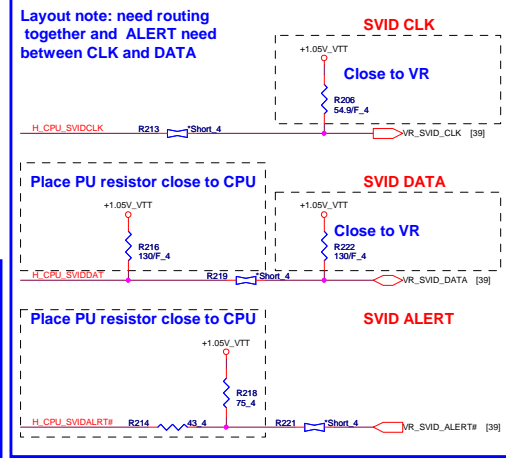 Layout note: need routing
together and ALERT need
between CLK and DATA
SVID CLK
+1.05V_VTT
Close to VR
R206
54.9/F_4
H_CPU_SVIDCLK
R213
*Short_4
VR_SVID_CLK [39]
Place PU resistor close to CPU
SVID DATA
+1.05V_VTT
+1.05V_VTT
Close to VR
R216
130/F_4
R222
130/F_4
H_CPU_SVIDDAT
R219
*Short_4
VR_SVID_DATA [39]
Place PU resistor close to CPU
SVID ALERT
+1.05V_VTT
R218
75_4
H_CPU_SVIDALRT#
R214
43_4
R221
*Short_4
VR_SVID_ALERT# [39]